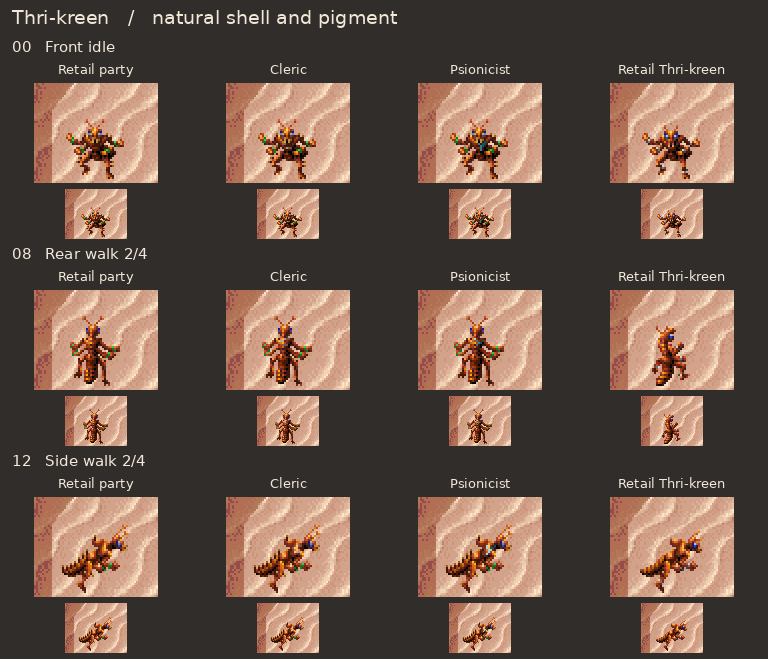 Thri-kreen / natural shell and pigment
00 Front idle
Retail party Cleric Psionicist Retail Thri-kreen
08 Rear walk 2/4
Retail party Cleric Psionicist Retail Thri-kreen
12 Side walk 2/4
Retail party Cleric Psionicist Retail Thri-kreen